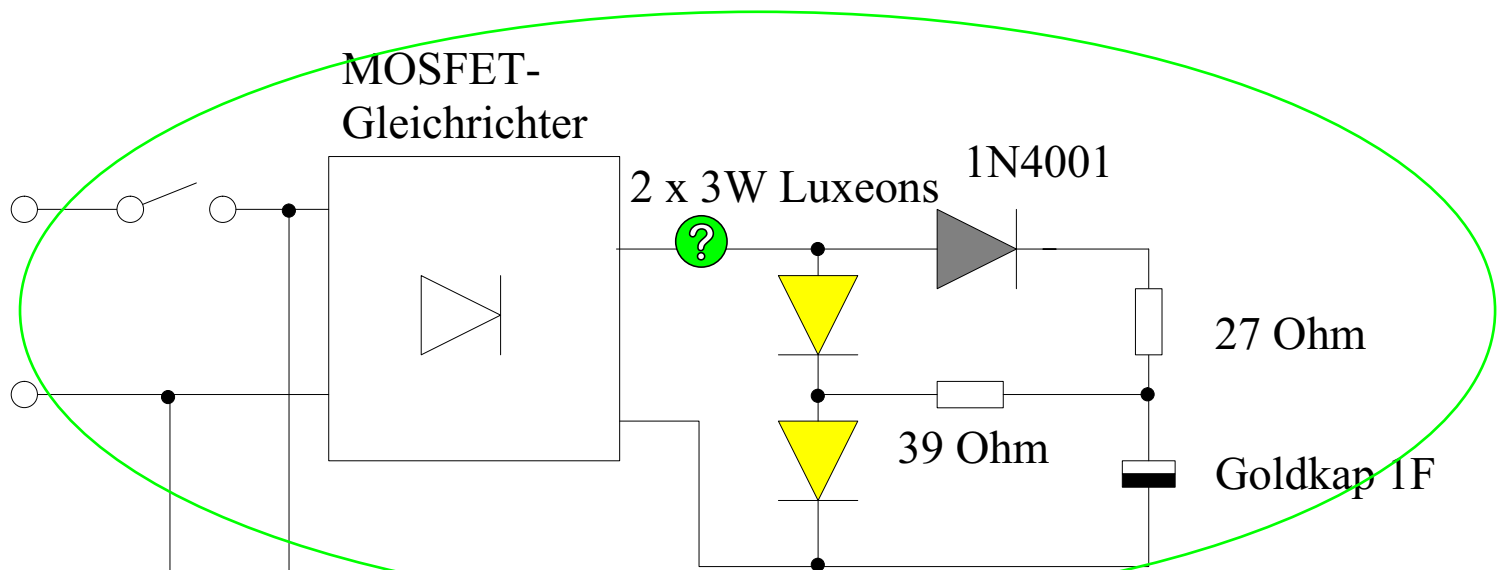 MOSFET-
Gleichrichter
2 x 3W Luxeons
1N4001
?
27 Ohm
39 Ohm
Goldkap 1F